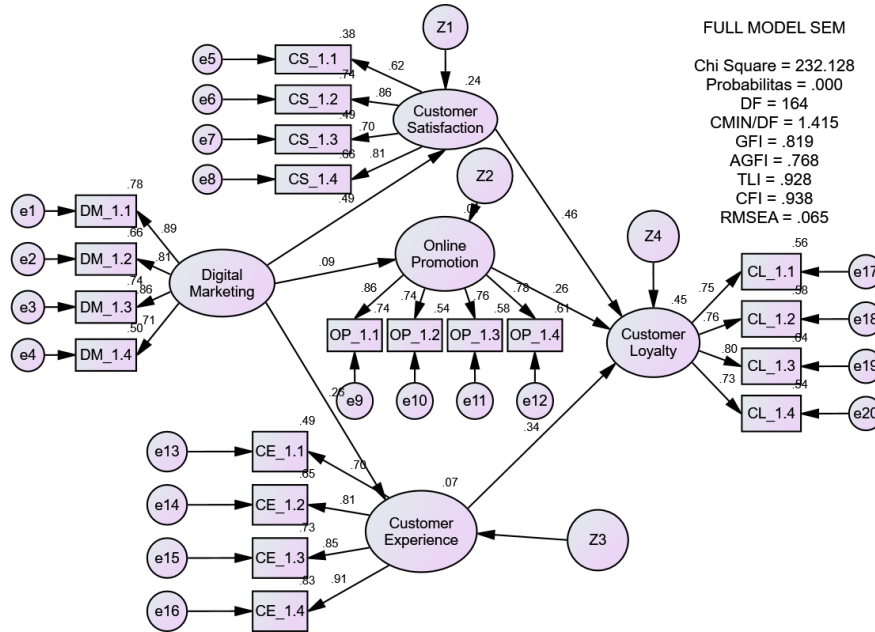 FULL MODEL SEM
Chi Square = 232.128
Probabilitas = .000
DF = 164
CMIN/DF = 1.415
GFI = .819
AGFI = .768
TLI = .928
CFI = .938
RMSEA = .065
Z1
.38
e5
CS_1.1
.62
.24
.74
e6
CS_1.2
.86
Customer
Satisfaction
.49
e7
CS_1.3
.70
.66
e8
CS_1.4
.81
.49
Z2
.46
.78
e1
DM_1.1
.89
.66
e2
DM_1.2
.81
.74
e3
DM_1.3
.86
.50
e4
DM_1.4
.71
Digital
Marketing
.09
Online
Promotion
.26
.86
.74
.76
.78
.74
.54
.58
.61
OP_1.1
OP_1.2
OP_1.3
OP_1.4
e9
e10
e11
e12
Z4
.45
Customer
Loyalty
.56
.75
CL_1.1
e17
.58
.76
CL_1.2
e18
.64
.80
CL_1.3
e19
.54
.73
CL_1.4
e20
.34
.49
e13
CE_1.1
.70
.65
e14
CE_1.2
.81
.07
.73
e15
CE_1.3
.85
Customer
Experience
Z3
.83
e16
CE_1.4
.91